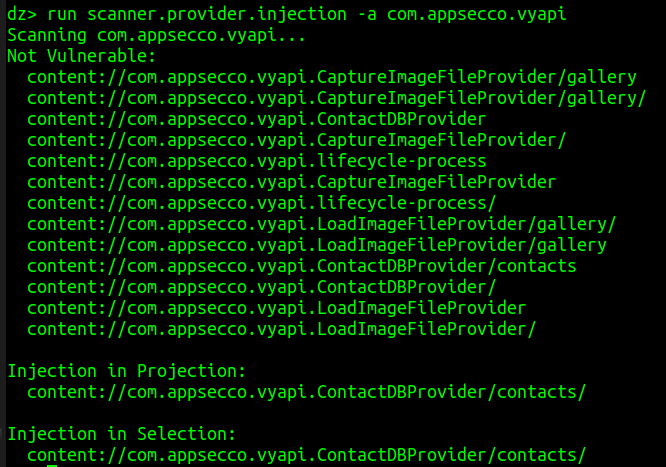 dz> run scanner.provider.injection -a com.appsecco.vyapi
Scanning com.appsecco.vyapi...
Not Vulnerable:
  content://com.appsecco.vyapi.CaptureImageFileProvider/gallery
  content://com.appsecco.vyapi.CaptureImageFileProvider/gallery/
  content://com.appsecco.vyapi.ContactDBProvider
  content://com.appsecco.vyapi.CaptureImageFileProvider/
  content://com.appsecco.vyapi.lifecycle-process
  content://com.appsecco.vyapi.CaptureImageFileProvider
  content://com.appsecco.vyapi.lifecycle-process/
  content://com.appsecco.vyapi.LoadImageFileProvider/gallery/
  content://com.appsecco.vyapi.LoadImageFileProvider/gallery
  content://com.appsecco.vyapi.ContactDBProvider/contacts
  content://com.appsecco.vyapi.ContactDBProvider/
  content://com.appsecco.vyapi.LoadImageFileProvider
  content://com.appsecco.vyapi.LoadImageFileProvider/

Injection in Projection:
  content://com.appsecco.vyapi.ContactDBProvider/contacts/

Injection in Selection:
  content://com.appsecco.vyapi.ContactDBProvider/contacts/